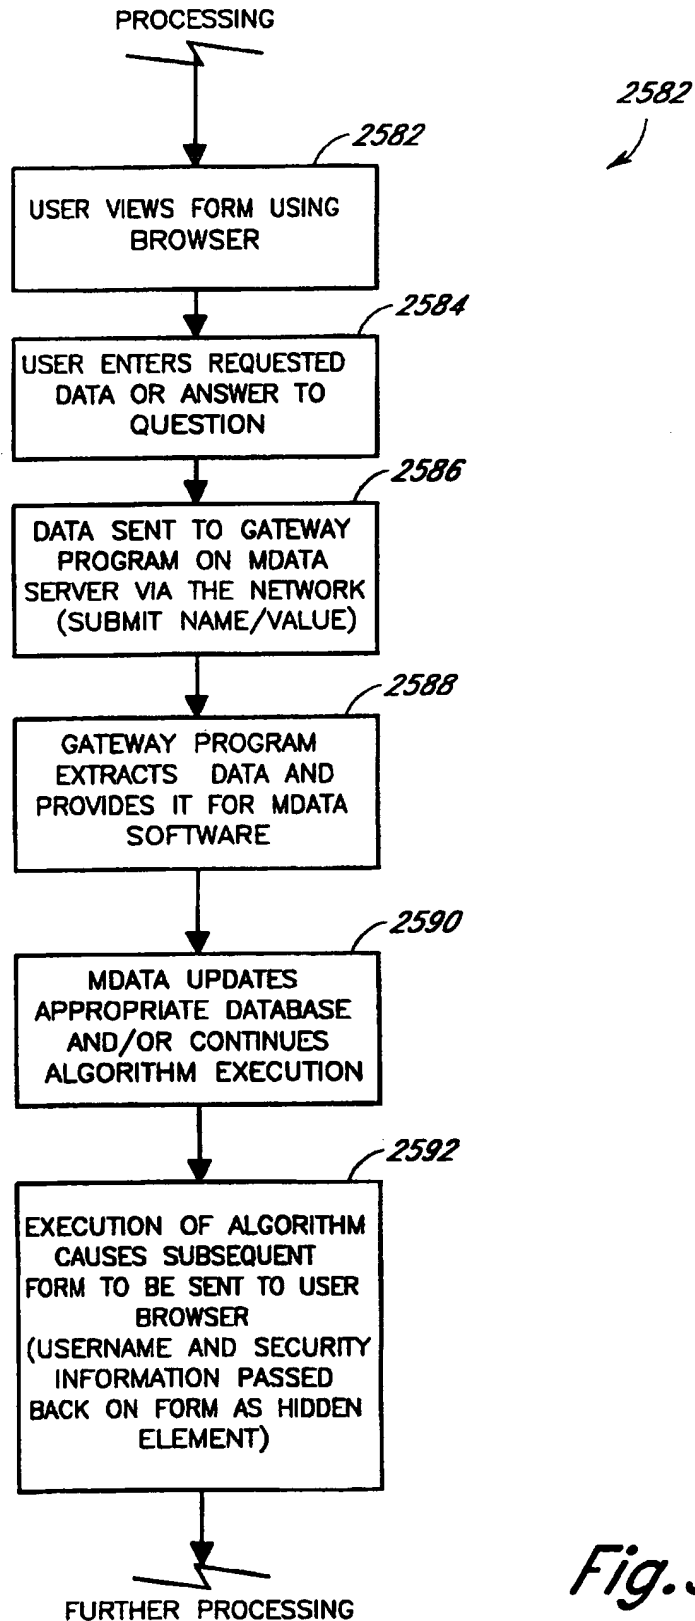 PROCESSING
2582
2582
USER VIEWS FORM USING
BROWSER
2584
USER ENTERS REQUESTED
DATA OR ANSWER TO
QUESTION
2586
DATA SENT TO GATEWAY
PROGRAM ON MDATA
SERVER VIA THE NETWORK
(SUBMIT NAME/VALUE)
2588
GATEWAY PROGRAM
EXTRACTS DATA AND
PROVIDES IT FOR MDATA
SOFTWARE
2590
MDATA UPDATES
APPROPRIATE DATABASE
AND/OR CONTINUES
ALGORITHM EXECUTION
2592
EXECUTION OF ALGORITHM
CAUSES SUBSEQUENT
FORM TO BE SENT TO USER
BROWSER
(USERNAME AND SECURITY
INFORMATION PASSED
BACK ON FORM AS HIDDEN
ELEMENT)
Fig.
FURTHER PROCESSING